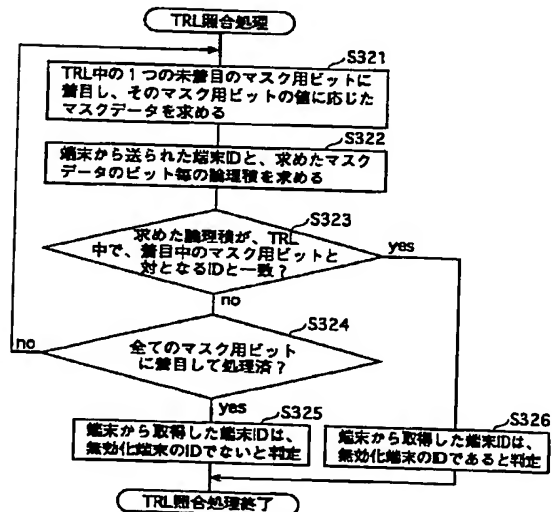 TRL照合処理
S321
TRL中の1つの未着目のマスク用ビットに
着目し、そのマスク用ビットの値に応じた
マスクデータを求める
S322
端末から送られた端末IDと、求めたマスク
データのビット毎の論理積を求める
S323
求めた論理積が、TRL
中で、着目中のマスク用ビットと
対となるIDと一致?
yes
no
S324
全てのマスク用ビット
に着目して処理済?
no
yes
S325
端末から取得した端末IDは、
無効化端末のIDでないと判定
S326
端末から取得した端末IDは、
無効化端末のIDであると判定
TRL照合処理終了